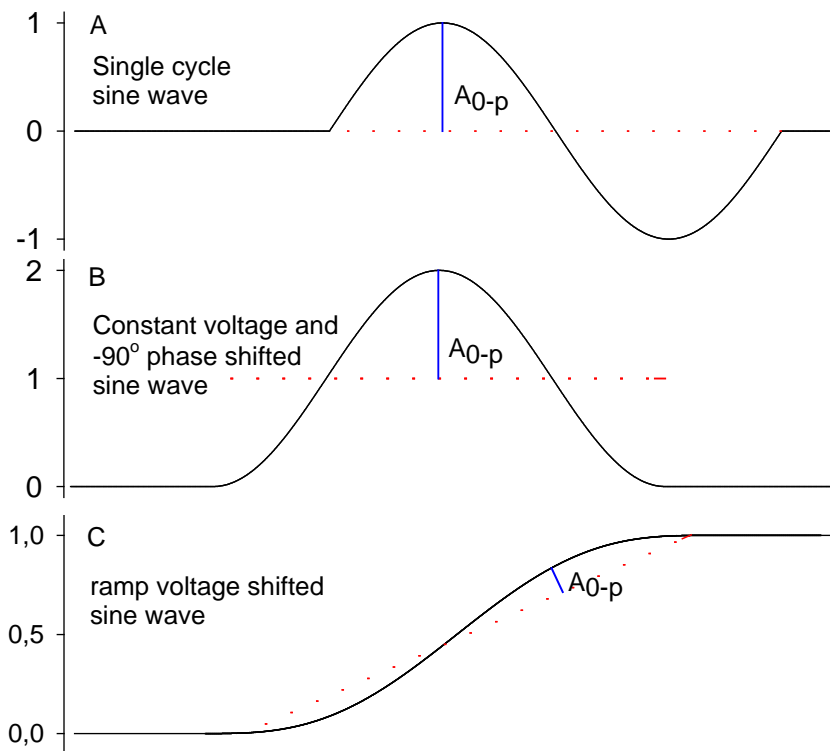 A
1
Single cycle
sine wave
A0-p
0
-1
2
B
Constant voltage and
-90o phase shifted
sine wave
A0-p
1
0
1,0
C
ramp voltage shifted
sine wave
A0-p
0,5
0,0